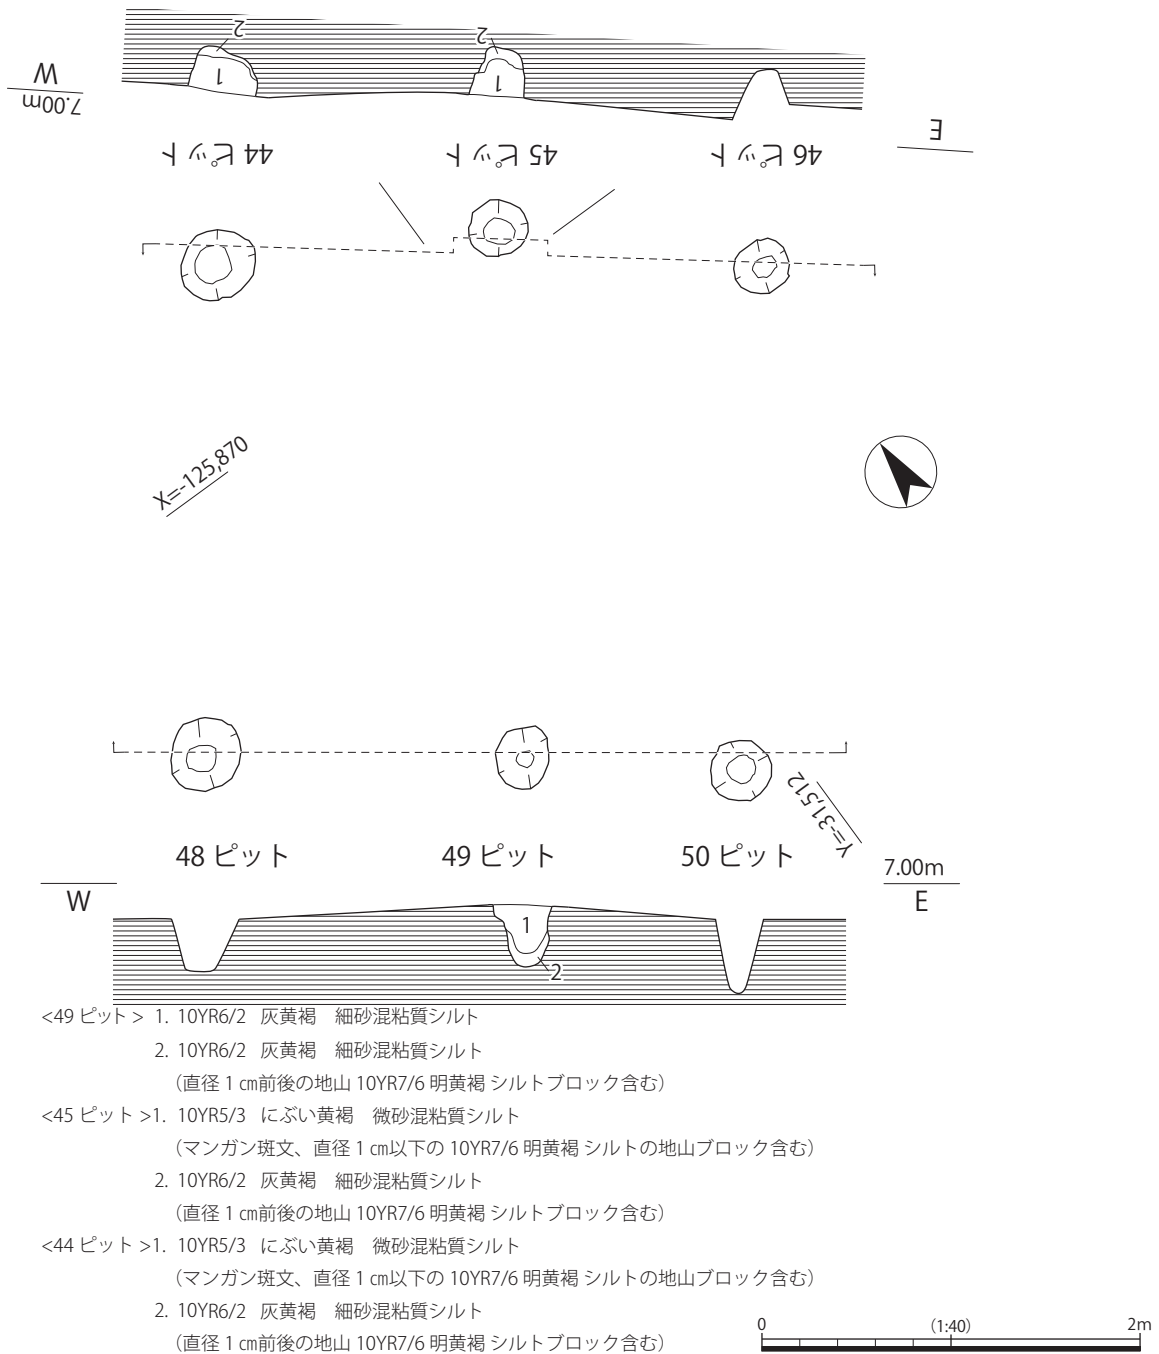 2
2
1
1
W
7.00m
E
44 ピット
45 ピット
46 ピット
X=-125,870
Y=-31,512
48 ピット
49 ピット
50 ピット
7.00m
W
E
1
2
<49 ピット > 1. 10YR6/2 灰黄褐 細砂混粘質シルト
2. 10YR6/2 灰黄褐 細砂混粘質シルト
（直径 1 ㎝前後の地山 10YR7/6 明黄褐 シルトブロック含む）
<45 ピット >1. 10YR5/3 にぶい黄褐 微砂混粘質シルト
（マンガン斑文、直径 1 ㎝以下の 10YR7/6 明黄褐 シルトの地山ブロック含む）
2. 10YR6/2 灰黄褐 細砂混粘質シルト
（直径 1 ㎝前後の地山 10YR7/6 明黄褐 シルトブロック含む）
<44 ピット >1. 10YR5/3 にぶい黄褐 微砂混粘質シルト
（マンガン斑文、直径 1 ㎝以下の 10YR7/6 明黄褐 シルトの地山ブロック含む）
2. 10YR6/2 灰黄褐 細砂混粘質シルト
（直径 1 ㎝前後の地山 10YR7/6 明黄褐 シルトブロック含む）
0 （1:40） 2m